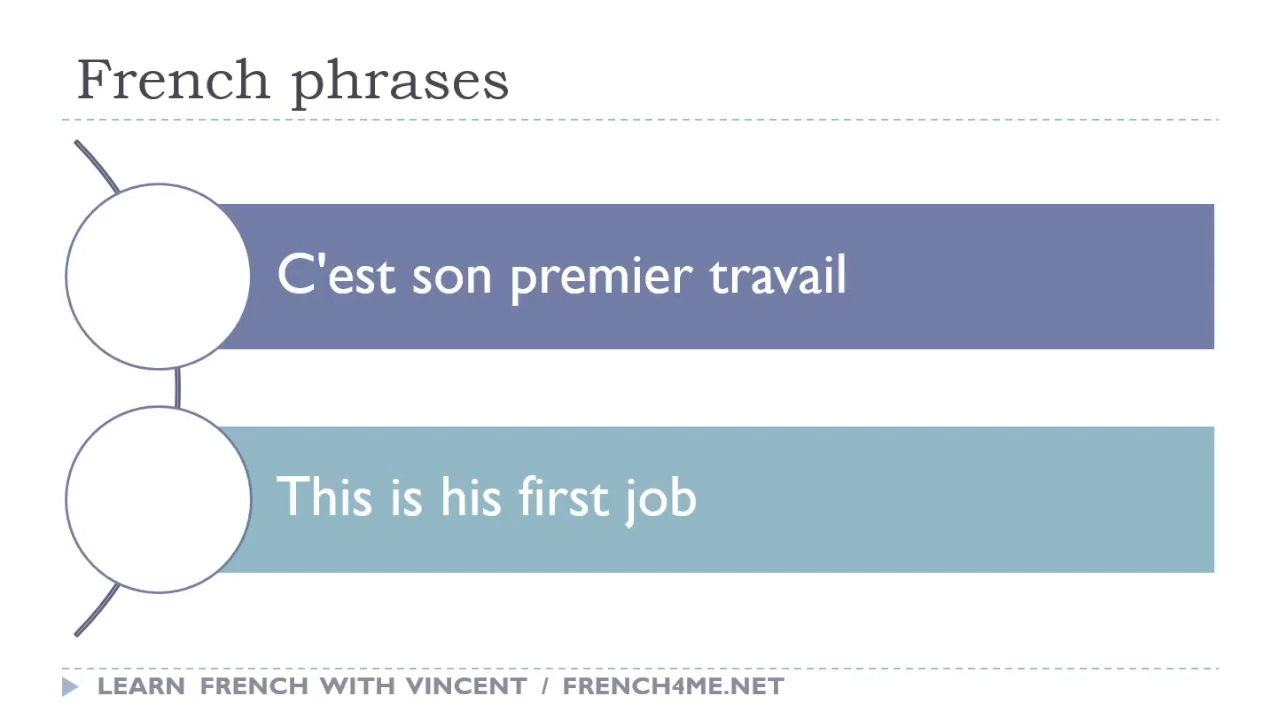 French phrases
C'est son premier travail
This is his first job
LEARN FRENCH WITH VINCENT / FRENCH4ME.NET